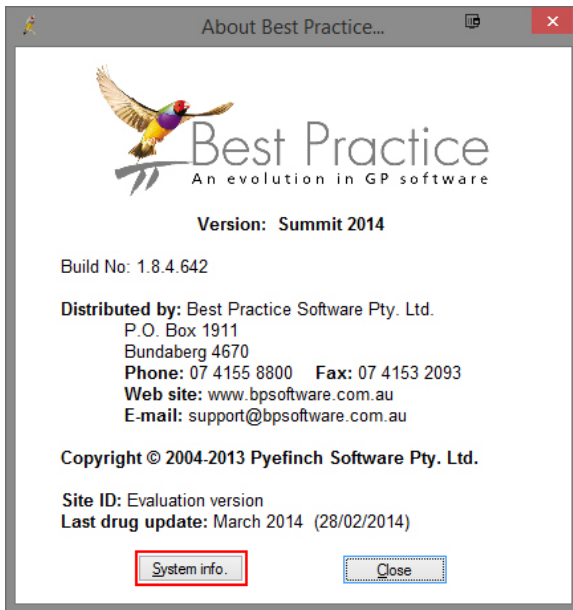 About Best Practice...
Best Practice
An evolution in GP software
Version: Summit 2014
Build No: 1.8.4.642
Distributed by: Best Practice Software Pty. Ltd.
P.O. Box 1911
Bundaberg 4670
Phone: 07 4155 8800 Fax: 07 4153 2093
Web site: www.bpsoftware.com.au
E-mail: support@bpsoftware.com.au
Copyright © 2004-2013 Pyefinch Software Pty. Ltd.
Site ID: Evaluation version
Last drug update: March 2014 (28/02/2014)
System info. Close